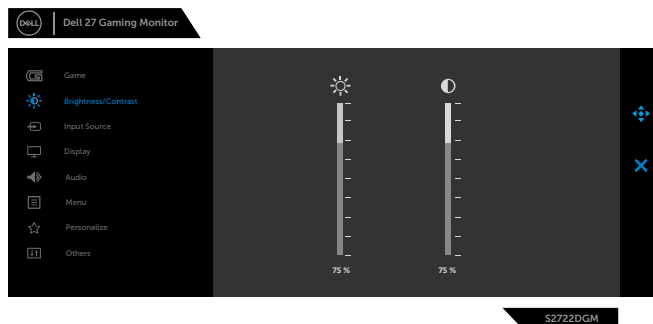 DELL
Dell 27 Gaming Monitor
Game
Brightness/Contrast
Input Source
Display
Audio
Menu
Personalize
Others
75 %
75 %
S2722DGM